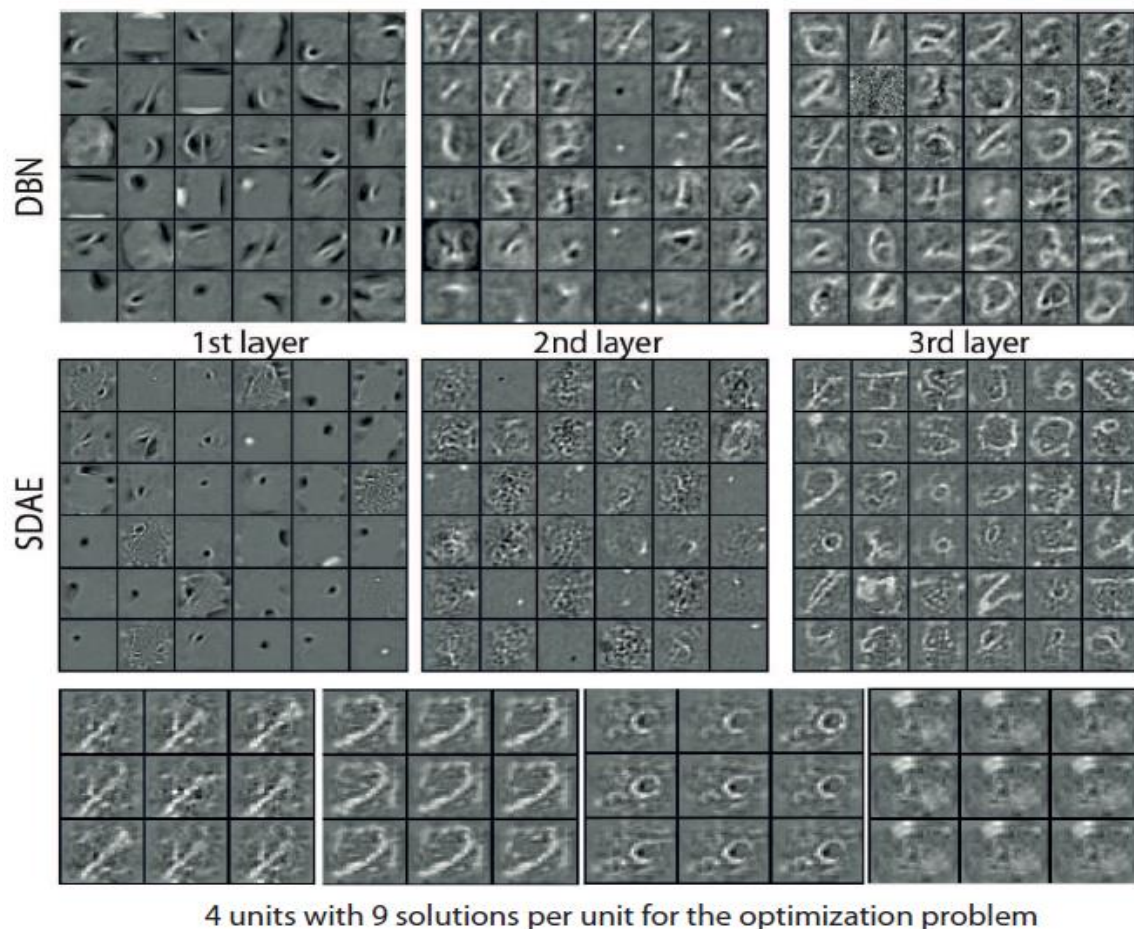 DBN
1st layer
2nd layer
3rd layer
SDAE
4 units with 9 solutions per unit for the optimization problem